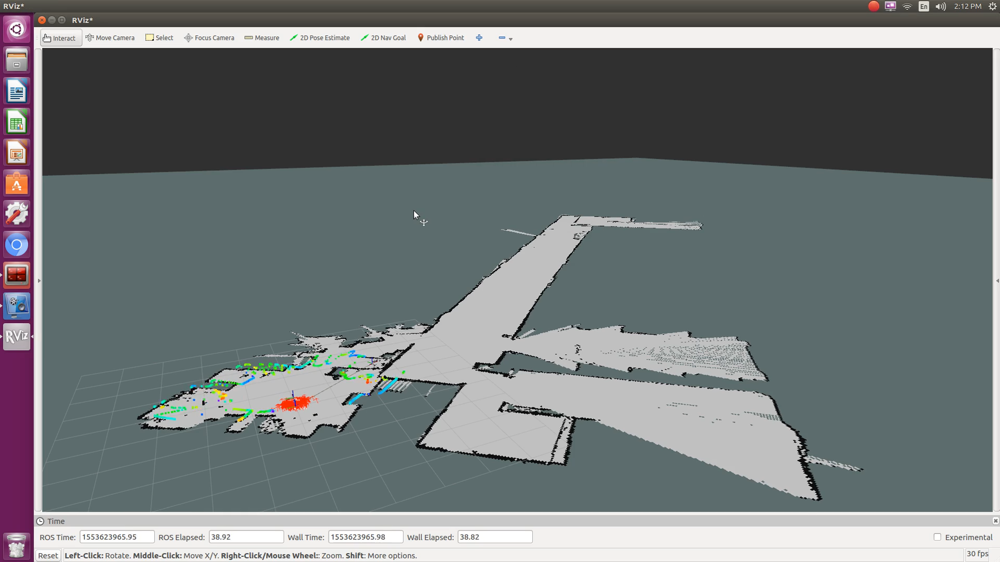 RViz*
En
2:12 PM
RViz*
Interact
Move Camera
Select
Focus Camera
Measure
2D Pose Estimate
2D Nav Goal
Publish Point
RViz
Time
ROS Time: 1553623965.95 ROS Elapsed: 38.92 Wall Time: 1553623965.98 Wall Elapsed: 38.82 Experimental
Reset Left-Click: Rotate. Middle-Click: Move X/Y. Right-Click/Mouse Wheel:: Zoom. Shift: More options. 30 fps